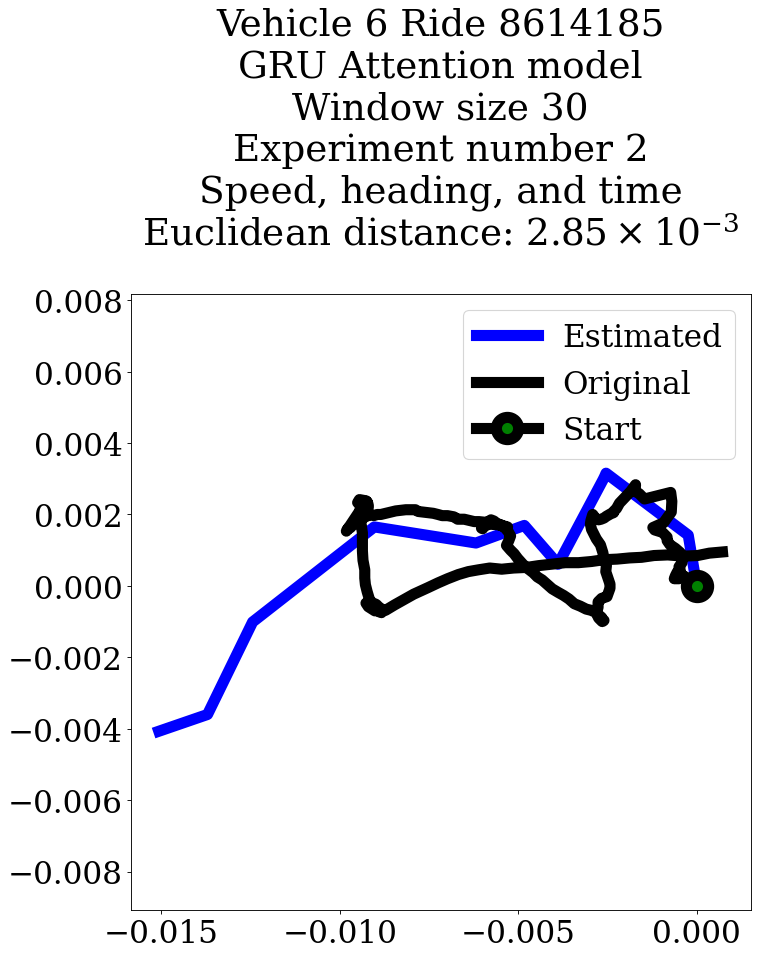 Vehicle 6 Ride 8614185
GRU Attention model
Window size 30
Experiment number 2
Speed, heading, and time
Euclidean distance: 2.85 × 10⁻³
0.008
0.006
0.004
0.002
0.000
−0.002
−0.004
−0.006
−0.008
Estimated
Original
Start
−0.015 −0.010 −0.005 0.000